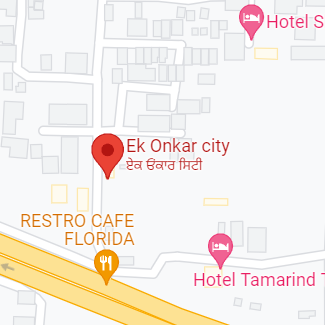 Hotel S
Ek Onkar city
ਏਕ ਓਂਕਾਰ ਸਿਟੀ
RESTRO CAFE
FLORIDA
Hotel Tamarind T